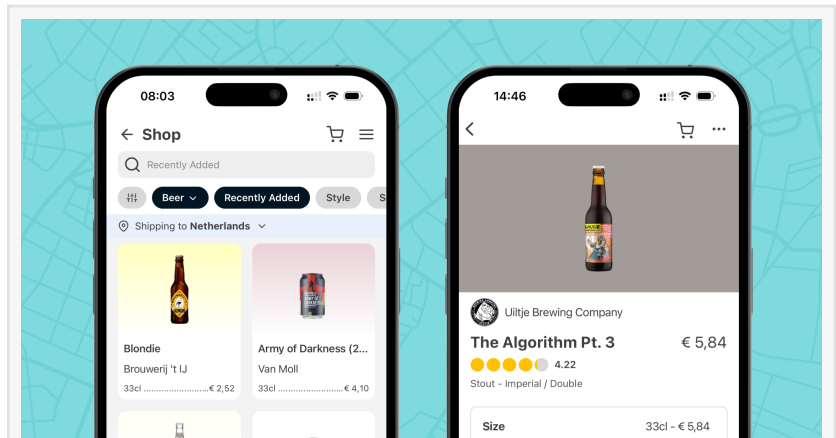 08:03
Shop
Recently Added
Beer
Recently Added
Style
S
Shipping to Netherlands
Blondie
Brouwerij 't IJ
33cl ........................€ 2,52
Army of Darkness (2...
Van Moll
33cl ........................€ 4,10
14:46
Uiltje Brewing Company
The Algorithm Pt. 3
€ 5,84
4.22
Stout - Imperial / Double
Size
33cl - € 5,84